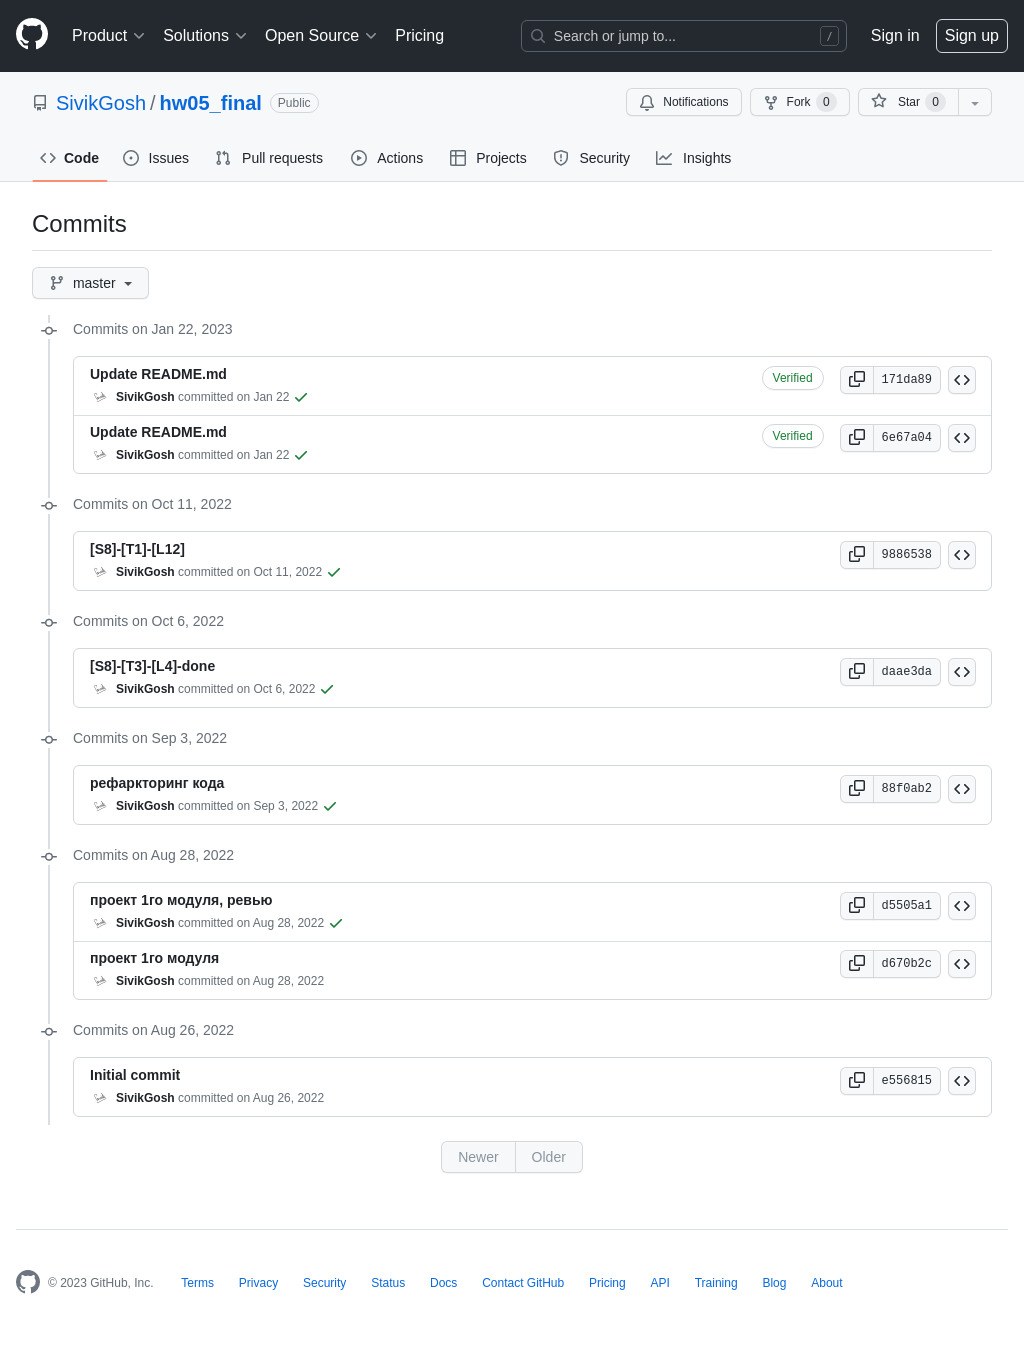 Product Solutions Open Source Pricing Search or jump to... / Sign in Sign up
SivikGosh / hw05_final Public Notifications Fork 0 Star 0
Code Issues Pull requests Actions Projects Security Insights
Commits
master
Commits on Jan 22, 2023
Update README.md Verified 171da89
SivikGosh committed on Jan 22
Update README.md Verified 6e67a04
SivikGosh committed on Jan 22
Commits on Oct 11, 2022
[S8]-[T1]-[L12] 9886538
SivikGosh committed on Oct 11, 2022
Commits on Oct 6, 2022
[S8]-[T3]-[L4]-done daae3da
SivikGosh committed on Oct 6, 2022
Commits on Sep 3, 2022
рефаркторинг кода 88f0ab2
SivikGosh committed on Sep 3, 2022
Commits on Aug 28, 2022
проект 1го модуля, ревью d5505a1
SivikGosh committed on Aug 28, 2022
проект 1го модуля d670b2c
SivikGosh committed on Aug 28, 2022
Commits on Aug 26, 2022
Initial commit e556815
SivikGosh committed on Aug 26, 2022
Newer Older
© 2023 GitHub, Inc. Terms Privacy Security Status Docs Contact GitHub Pricing API Training Blog About